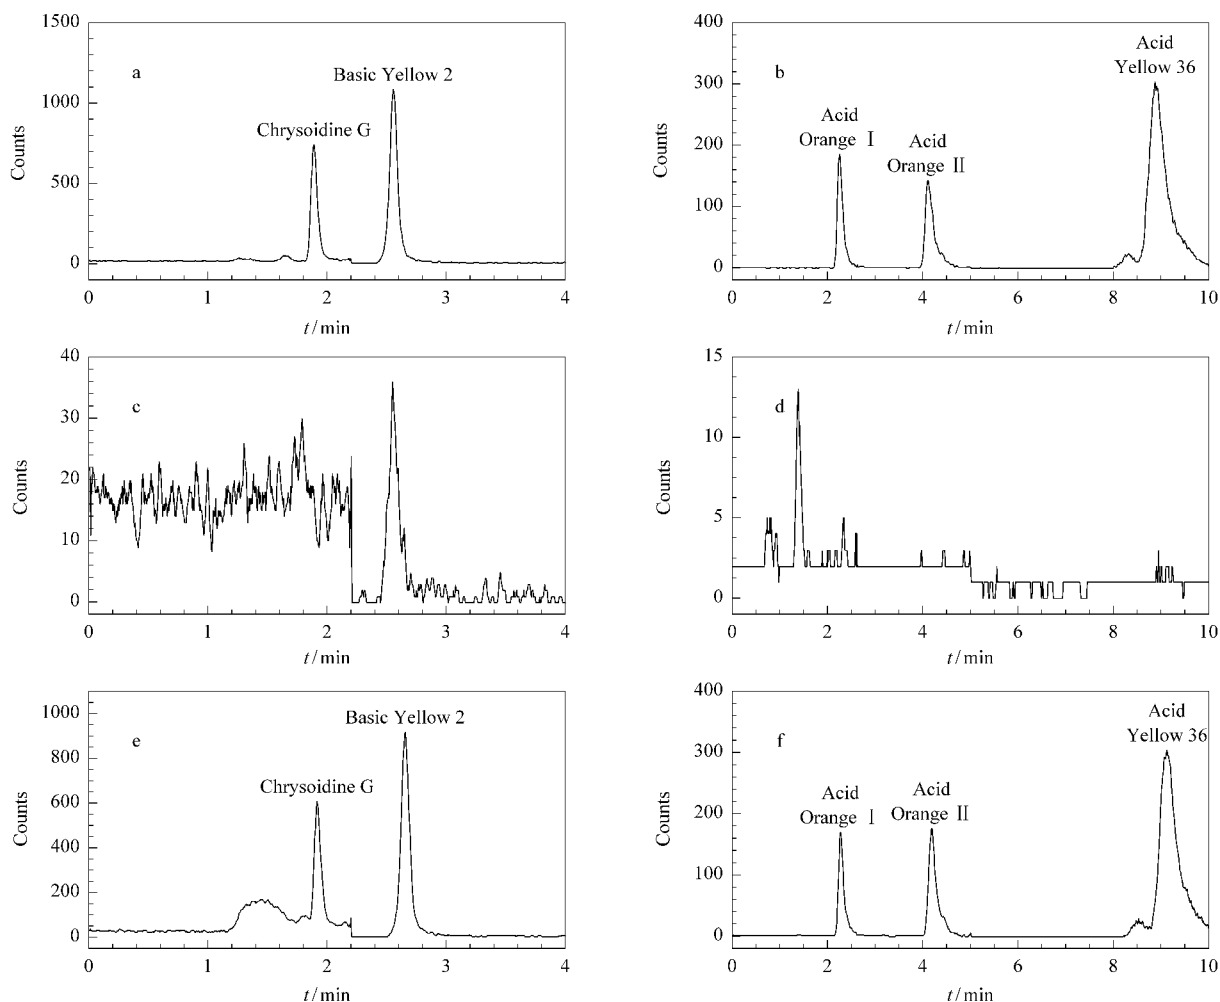 1500
1000
500
0
Counts
a
Chrysoidine G
Basic Yellow 2
0 1 2 3 4
t/min
400
300
200
100
0
Counts
b
Acid
Orange Ⅰ
Acid
Orange Ⅱ
Acid
Yellow 36
0 2 4 6 8 10
t/min
40
30
20
10
0
Counts
c
0 1 2 3 4
t/min
15
10
5
0
Counts
d
0 2 4 6 8 10
t/min
1000
800
600
400
200
0
Counts
e
Chrysoidine G
Basic Yellow 2
0 1 2 3 4
t/min
400
300
200
100
0
Counts
f
Acid
Orange Ⅰ
Acid
Orange Ⅱ
Acid
Yellow 36
0 2 4 6 8 10
t/min